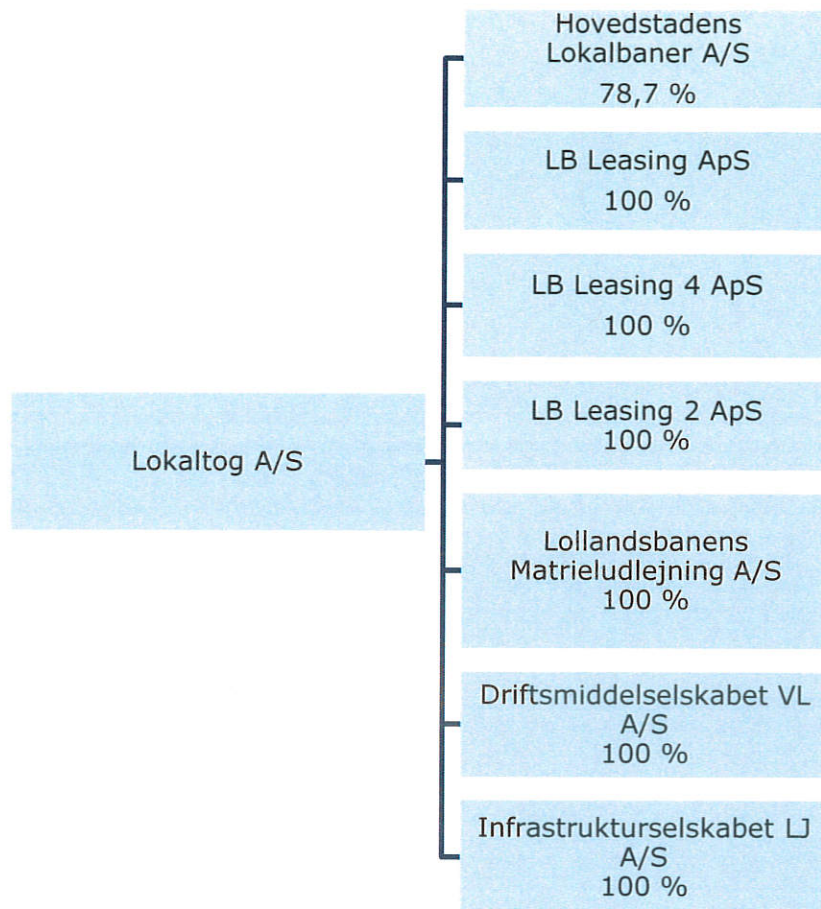 Hovedstadens
Lokalbaner A/S
78,7 %
LB Leasing ApS
100 %
LB Leasing 4 ApS
100 %
LB Leasing 2 ApS
100 %
Lokaltog A/S
Lollandsbanens
Matrieludlejning A/S
100 %
Driftsmiddelselskabet VL
A/S
100 %
Infrastrukturselskabet LJ
A/S
100 %